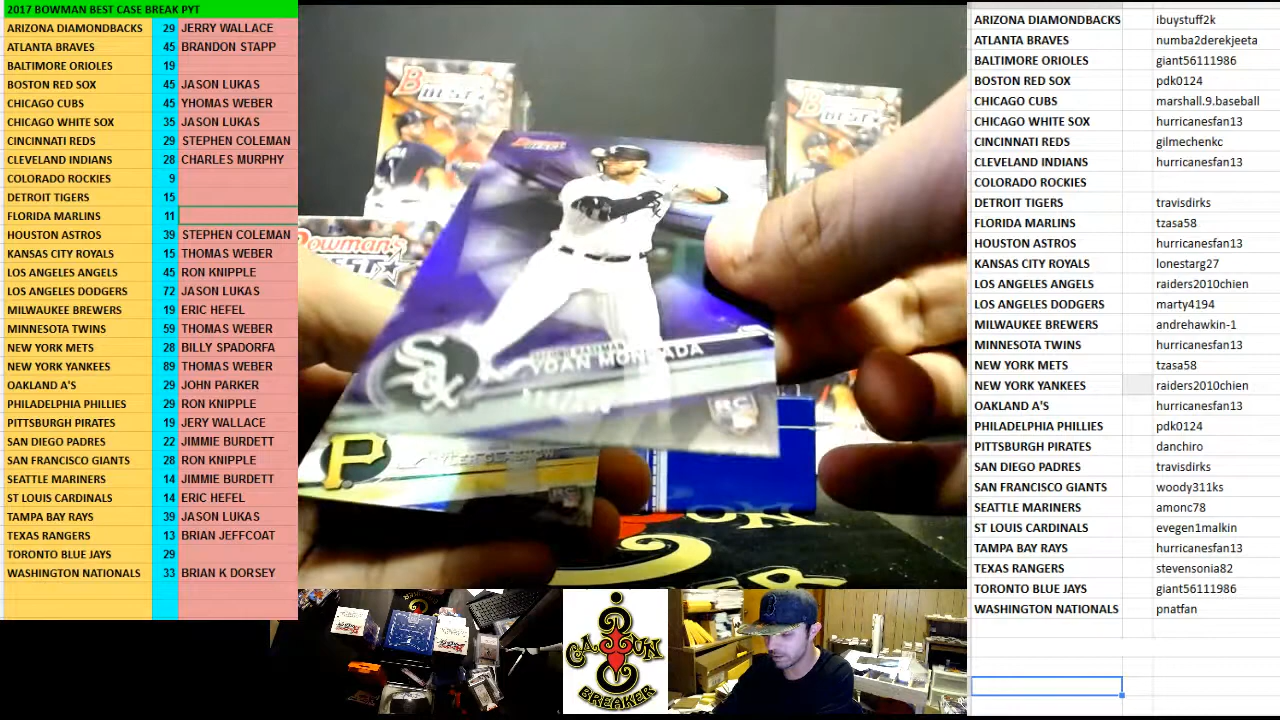 2017 BOWMAN BEST CASE BREAK PYT
ARIZONA DIAMONDBACKS 29 JERRY WALLACE
ATLANTA BRAVES 45 BRANDON STAPP
BALTIMORE ORIOLES 19
BOSTON RED SOX 45 JASON LUKAS
CHICAGO CUBS 45 YHOMAS WEBER
CHICAGO WHITE SOX 35 JASON LUKAS
CINCINNATI REDS 29 STEPHEN COLEMAN
CLEVELAND INDIANS 28 CHARLES MURPHY
COLORADO ROCKIES 9
DETROIT TIGERS 15
FLORIDA MARLINS 11
HOUSTON ASTROS 39 STEPHEN COLEMAN
KANSAS CITY ROYALS 15 THOMAS WEBER
LOS ANGELES ANGELS 45 RON KNIPPLE
LOS ANGELES DODGERS 72 JASON LUKAS
MILWAUKEE BREWERS 19 ERIC HEFEL
MINNESOTA TWINS 59 THOMAS WEBER
NEW YORK METS 28 BILLY SPADORFA
NEW YORK YANKEES 89 THOMAS WEBER
OAKLAND A'S 29 JOHN PARKER
PHILADELPHIA PHILLIES 29 RON KNIPPLE
PITTSBURGH PIRATES 19 JERY WALLACE
SAN DIEGO PADRES 22 JIMMIE BURDETT
SAN FRANCISCO GIANTS 28 RON KNIPPLE
SEATTLE MARINERS 14 JIMMIE BURDETT
ST LOUIS CARDINALS 14 ERIC HEFEL
TAMPA BAY RAYS 39 JASON LUKAS
TEXAS RANGERS 13 BRIAN JEFFCOAT
TORONTO BLUE JAYS 29
WASHINGTON NATIONALS 33 BRIAN K DORSEY
Bowman's
BEST
SOX
YOAN MONCADA
RC
P
CAJUN
BREAKER
ARIZONA DIAMONDBACKS ibuystuff2k
ATLANTA BRAVES numba2derekjeeta
BALTIMORE ORIOLES giant56111986
BOSTON RED SOX pdk0124
CHICAGO CUBS marshall.9.baseball
CHICAGO WHITE SOX hurricanesfan13
CINCINNATI REDS gilmechenkc
CLEVELAND INDIANS hurricanesfan13
COLORADO ROCKIES
DETROIT TIGERS travisdirks
FLORIDA MARLINS tzasa58
HOUSTON ASTROS hurricanesfan13
KANSAS CITY ROYALS lonestarg27
LOS ANGELES ANGELS raiders2010chien
LOS ANGELES DODGERS marty4194
MILWAUKEE BREWERS andrehawkin-1
MINNESOTA TWINS hurricanesfan13
NEW YORK METS tzasa58
NEW YORK YANKEES raiders2010chien
OAKLAND A'S hurricanesfan13
PHILADELPHIA PHILLIES pdk0124
PITTSBURGH PIRATES danchiro
SAN DIEGO PADRES travisdirks
SAN FRANCISCO GIANTS woody311ks
SEATTLE MARINERS amonc78
ST LOUIS CARDINALS evegen1malkin
TAMPA BAY RAYS hurricanesfan13
TEXAS RANGERS stevensonia82
TORONTO BLUE JAYS giant56111986
WASHINGTON NATIONALS pnatfan